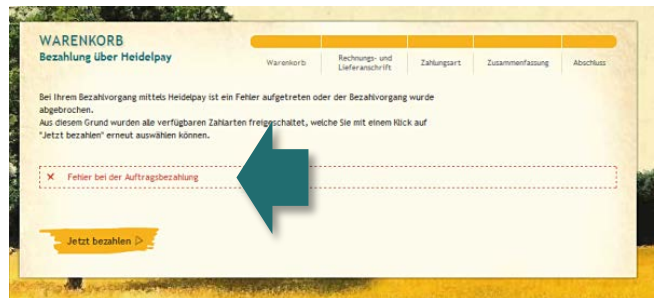 WARENKORB
Bezahlung über Heidelpay
Warenkorb
Rechnungs- und
Lieferanschrift
Zahlungsart
Zusammenfassung
Abschluss
Bei Ihrem Bezahlvorgang mittels Heidelpay ist ein Fehler aufgetreten oder der Bezahlvorgang wurde
abgebrochen.
Aus diesem Grund wurden alle verfügbaren Zahlarten freigeschaltet, welche Sie mit einem Klick auf
"Jetzt bezahlen" erneut auswählen können.
× Fehler bei der Auftragsbezahlung
Jetzt bezahlen ▷